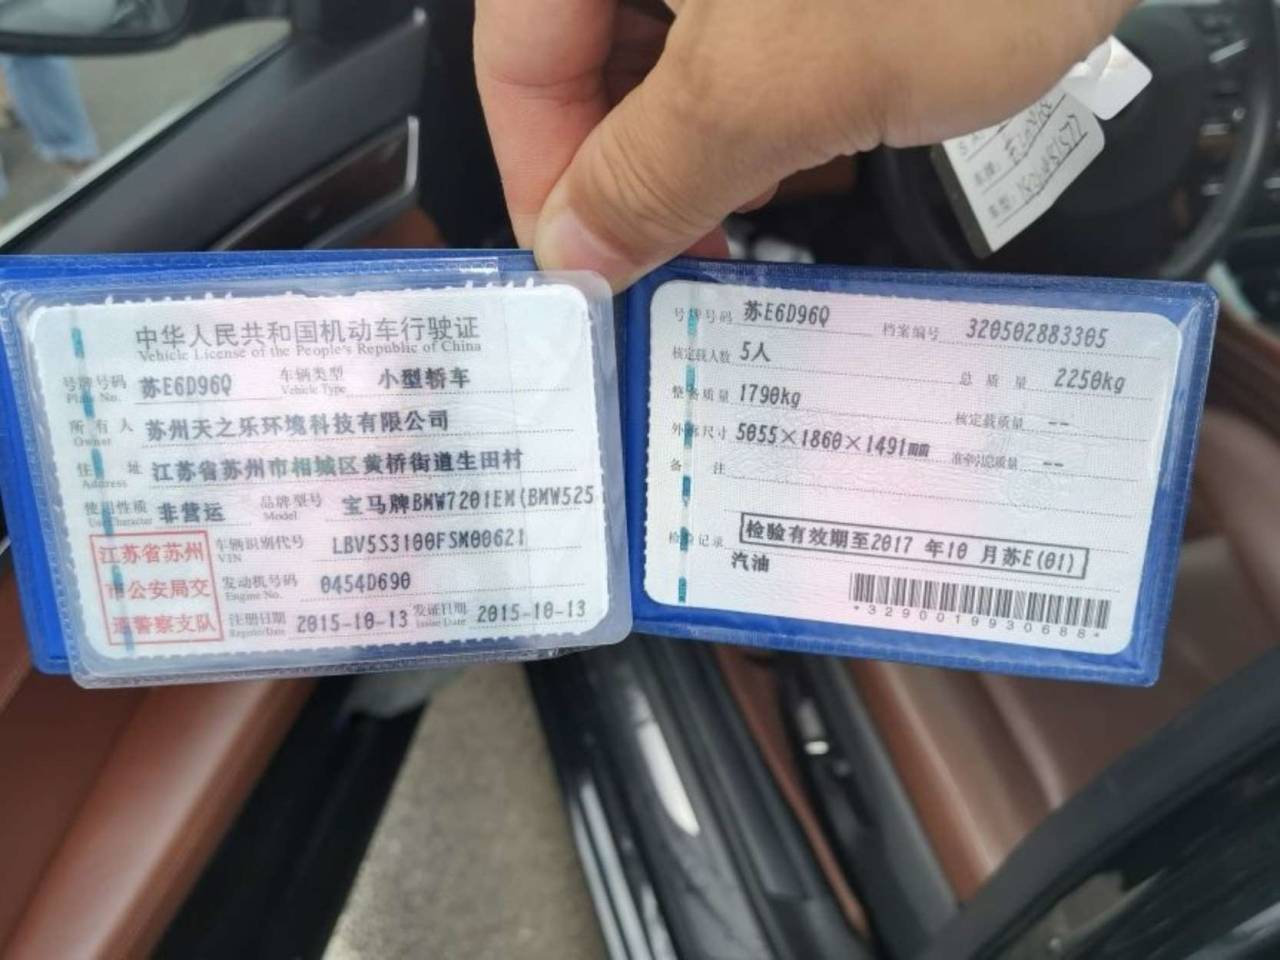 中华人民共和国机动车行驶证
Vehicle License of the People's Republic of China
号牌号码 苏E6D96Q 车辆类型 小型轿车
Plate No. Vehicle Type
所有人 苏州天之乐环境科技有限公司
Owner
住址 江苏省苏州市相城区黄桥街道生田村
Address
使用性质 非营运 品牌型号 宝马牌BMW7201EM(BMW525
Use Character Model
江苏省苏州
市公安局交
通警察支队
车辆识别代号 LBV5S3100FSM00621
VIN
发动机号码 0454D690
Engine No.
注册日期 2015-10-13 发证日期 2015-10-13
Register Date Issue Date
号牌号码 苏E6D96Q 档案编号 320502883305
核定载人数 5人 总质量 2250kg
整备质量 1790kg 核定载质量 --
外廓尺寸 5055×1860×1491mm 准牵引总质量 --
备注
检验记录 检验有效期至2017年10月苏E(01)
汽油
*3290019930688*